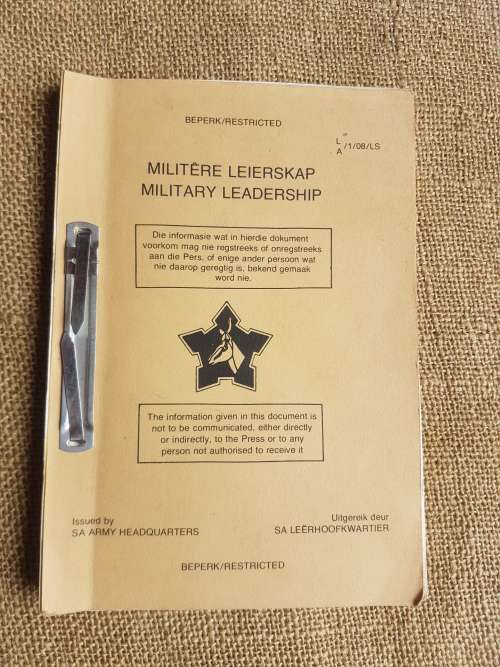 BEPERK/RESTRICTED
L
A /1/08/LS
MILITÊRE LEIERSKAP
MILITARY LEADERSHIP
Die informasie wat in hierdie dokument
voorkom mag nie regstreeks of onregstreeks
aan die Pers, of enige ander persoon wat
nie daarop geregtig is, bekend gemaak
word nie.
The information given in this document is
not to be communicated, either directly
or indirectly, to the Press or to any
person not authorised to receive it
Issued by
SA ARMY HEADQUARTERS
Uitgereik deur
SA LEËRHOOFKWARTIER
BEPERK/RESTRICTED